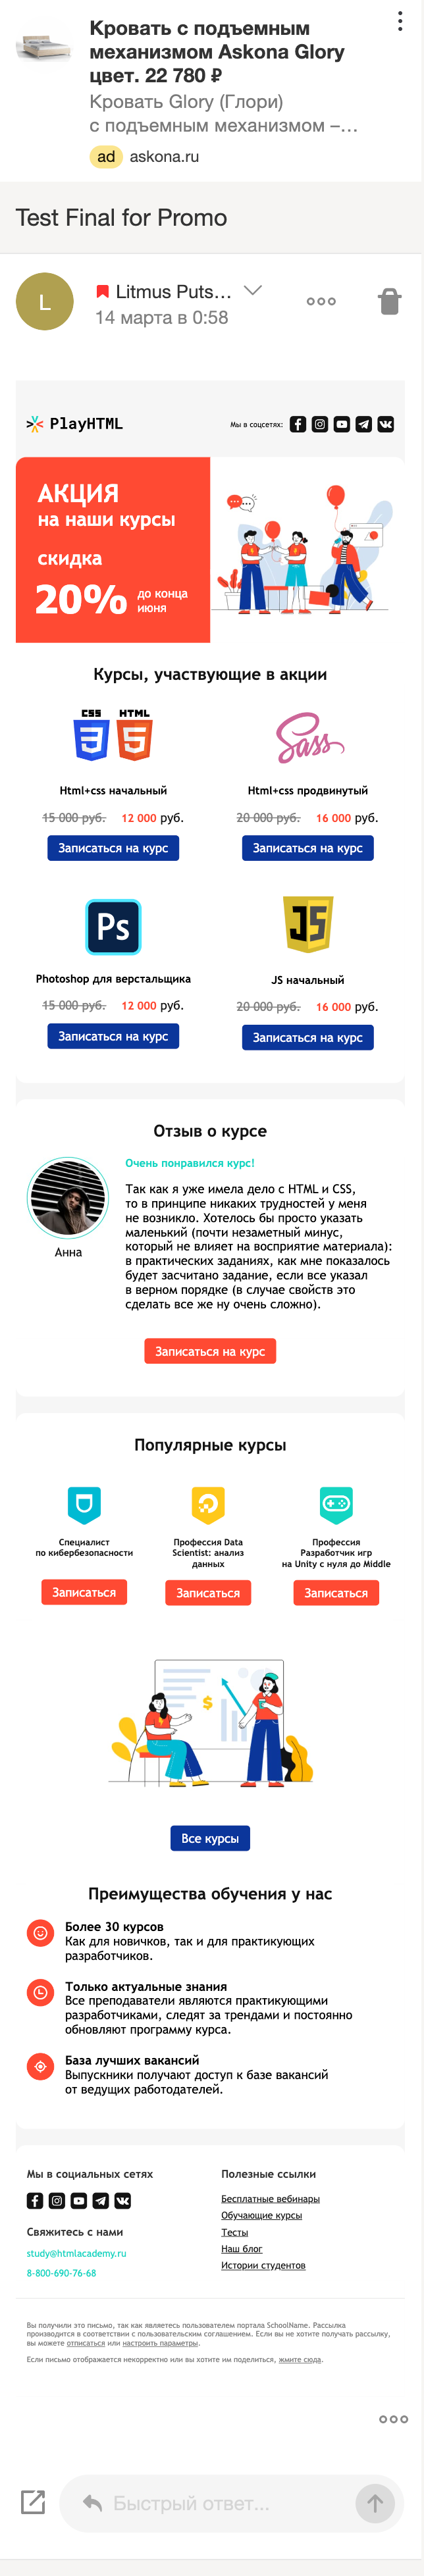 Кровать с подъемным
механизмом Askona Glory
цвет. 22 780 ₽
Кровать Glory (Глори)
с подъемным механизмом –…
ad askona.ru
Test Final for Promo
L
Litmus Puts…
14 марта в 0:58
PlayHTML
Мы в соцсетях:
АКЦИЯ
на наши курсы
скидка
20% до конца
июня
Курсы, участвующие в акции
CSS HTML
Sass
Html+css начальный
Html+css продвинутый
15 000 руб. 12 000 руб.
20 000 руб. 16 000 руб.
Записаться на курс
Записаться на курс
Ps
JS
Photoshop для верстальщика
JS начальный
15 000 руб. 12 000 руб.
20 000 руб. 16 000 руб.
Записаться на курс
Записаться на курс
Отзыв о курсе
Очень понравился курс!
Так как я уже имела дело с HTML и CSS,
то в принципе никаких трудностей у меня
не возникло. Хотелось бы просто указать
маленький (почти незаметный минус,
который не влияет на восприятие материала):
в практических заданиях, как мне показалось
будет засчитано задание, если все указал
в верном порядке (в случае свойств это
сделать все же ну очень сложно).
Анна
Записаться на курс
Популярные курсы
Специалист
по кибербезопасности
Профессия Data
Scientist: анализ
данных
Профессия
Разработчик игр
на Unity с нуля до Middle
Записаться
Записаться
Записаться
$
Все курсы
Преимущества обучения у нас
Более 30 курсов
Как для новичков, так и для практикующих
разработчиков.
Только актуальные знания
Все преподаватели являются практикующими
разработчиками, следят за трендами и постоянно
обновляют программу курса.
База лучших вакансий
Выпускники получают доступ к базе вакансий
от ведущих работодателей.
Мы в социальных сетях
Свяжитесь с нами
study@htmlacademy.ru
8-800-690-76-68
Полезные ссылки
Бесплатные вебинары
Обучающие курсы
Тесты
Наш блог
Истории студентов
Вы получили это письмо, так как являетесь пользователем портала SchoolName. Рассылка
производится в соответствии с пользовательским соглашением. Если вы не хотите получать рассылку,
вы можете отписаться или настроить параметры.
Если письмо отображается некорректно или вы хотите им поделиться, жмите сюда.
Быстрый ответ...